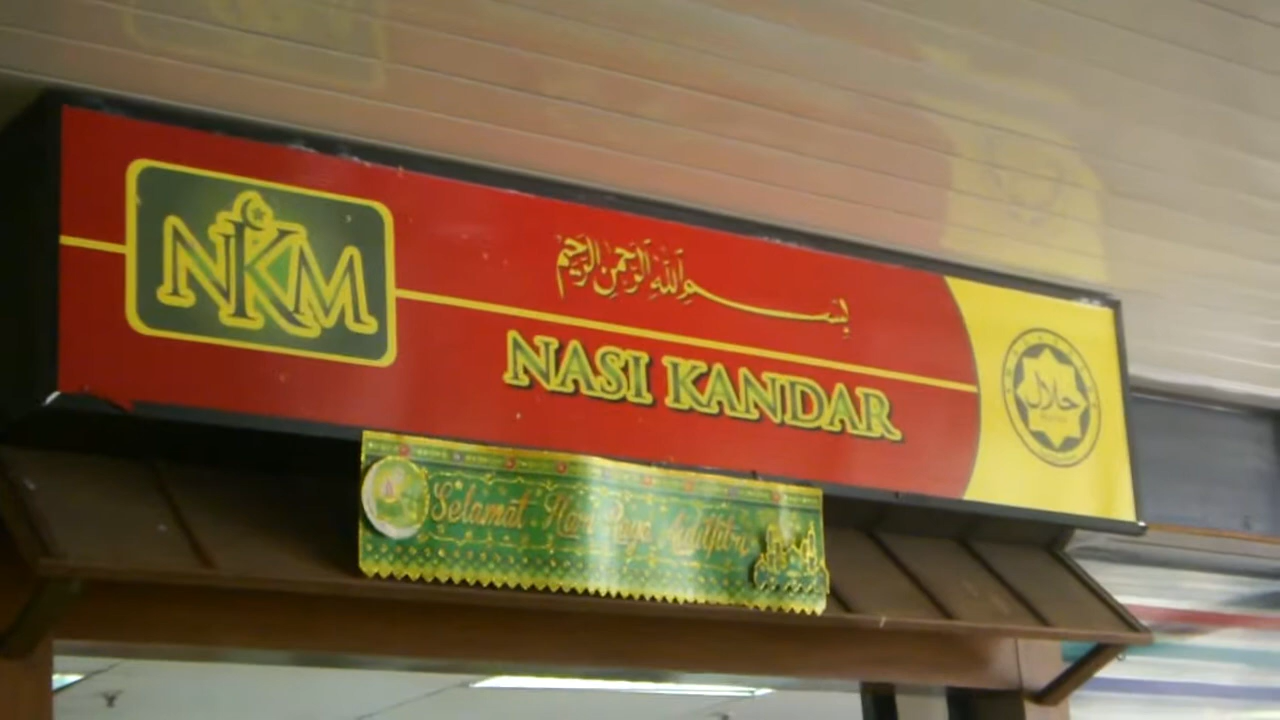 NKM
بسم الله الرحمن الرحيم
NASI KANDAR
حلال
Selamat Hari Raya Aidilfitri